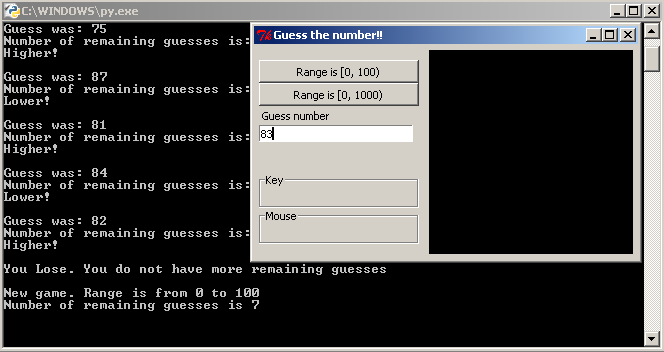 C:\WINDOWS\py.exe
Guess was: 75
Number of remaining guesses is:
Higher!
Guess was: 87
Number of remaining guesses is:
Lower!
Guess was: 81
Number of remaining guesses is:
Higher!
Guess was: 84
Number of remaining guesses is:
Lower!
Guess was: 82
Number of remaining guesses is:
Higher!
You Lose. You do not have more remaining guesses
New game. Range is from 0 to 100
Number of remaining guesses is 7
Guess the number!!
Range is [0, 100)
Range is [0, 1000)
Guess number
83
Key
Mouse